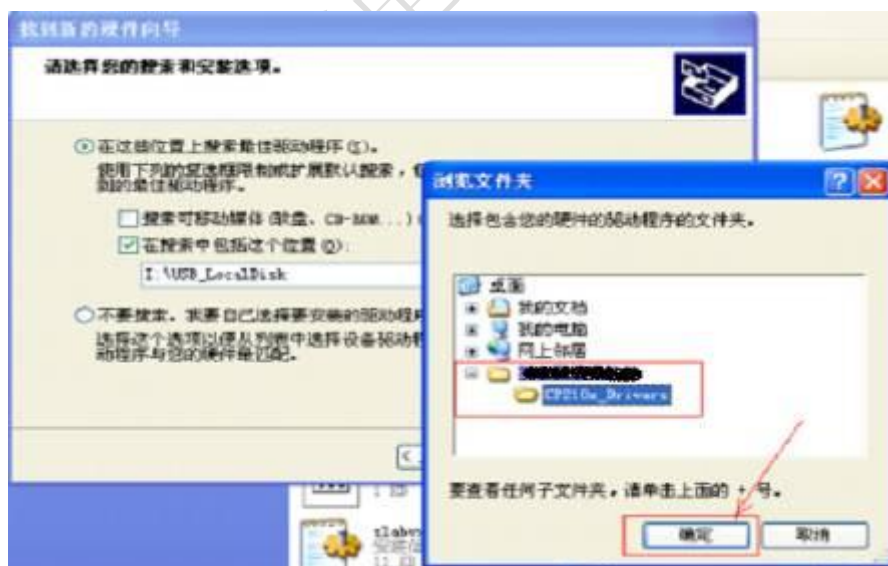 找到新的硬件向导
请选择您的搜索和安装选项。
在这些位置上搜索最佳驱动程序(S)。
使用下列的复选框限制或扩展默认搜索,
到的最佳驱动程序。
搜索可移动媒体(软盘、CD-ROM...)
在搜索中包括这个位置(O):
I:\USB_LocalDisk
不要搜索。我要自己选择要安装的驱动程序
选择这个选项以便从列表中选择设备驱动程
动程序与您的硬件最匹配。
<
浏览文件夹
选择包含您的硬件的驱动程序的文件夹。
桌面
我的文档
我的电脑
网上邻居
CP210x_Drivers
要查看任何子文件夹,请单击上面的 + 号。
确定
取消
1 KB
slabv
安装信
11 KB